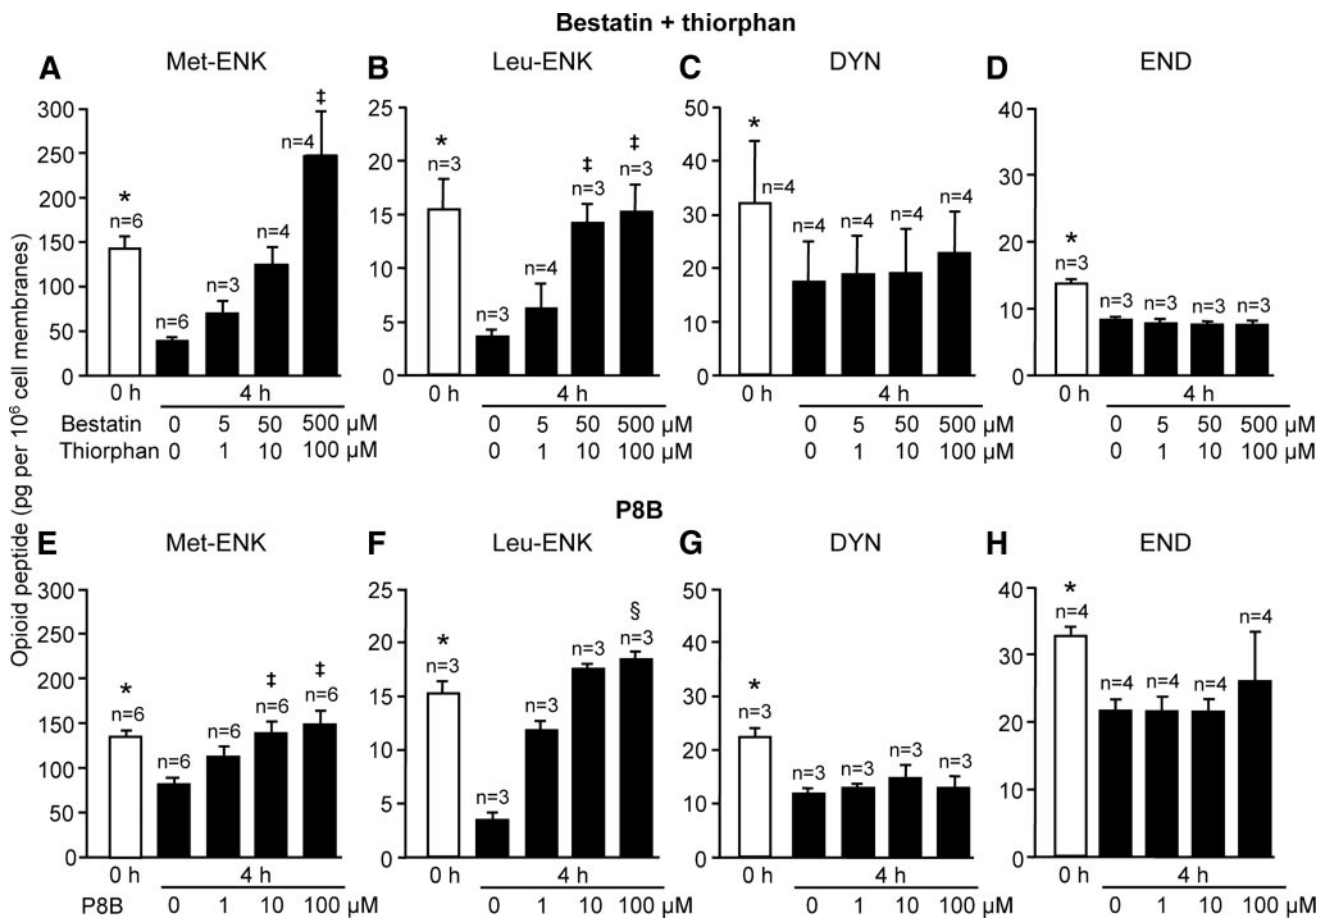 Bestatin + thiorphan
A Met-ENK
B Leu-ENK
C DYN
D END
Opioid peptide (pg per 10⁶ cell membranes)
300
250
200
150
100
50
0
*
n=6
n=6
n=3
n=4
n=4
‡
0 h
4 h
25
20
15
10
5
0
*
n=3
n=3
n=4
‡
n=3
‡
n=3
0 h
4 h
50
40
30
20
10
0
*
n=4
n=4
n=4
n=4
n=4
0 h
4 h
40
30
20
10
0
*
n=3
n=3
n=3
n=3
n=3
0 h
4 h
Bestatin 0 5 50 500 µM 0 5 50 500 µM 0 5 50 500 µM 0 5 50 500 µM
Thiorphan 0 1 10 100 µM 0 1 10 100 µM 0 1 10 100 µM 0 1 10 100 µM
P8B
E Met-ENK
F Leu-ENK
G DYN
H END
300
250
200
150
100
50
0
*
n=6
n=6
n=6
‡
n=6
‡
n=6
0 h
4 h
25
20
15
10
5
0
*
n=3
n=3
n=3
n=3
§
n=3
0 h
4 h
50
40
30
20
10
0
*
n=3
n=3
n=3
n=3
n=3
0 h
4 h
40
30
20
10
0
*
n=4
n=4
n=4
n=4
n=4
0 h
4 h
P8B 0 1 10 100 µM 0 1 10 100 µM 0 1 10 100 µM 0 1 10 100 µM